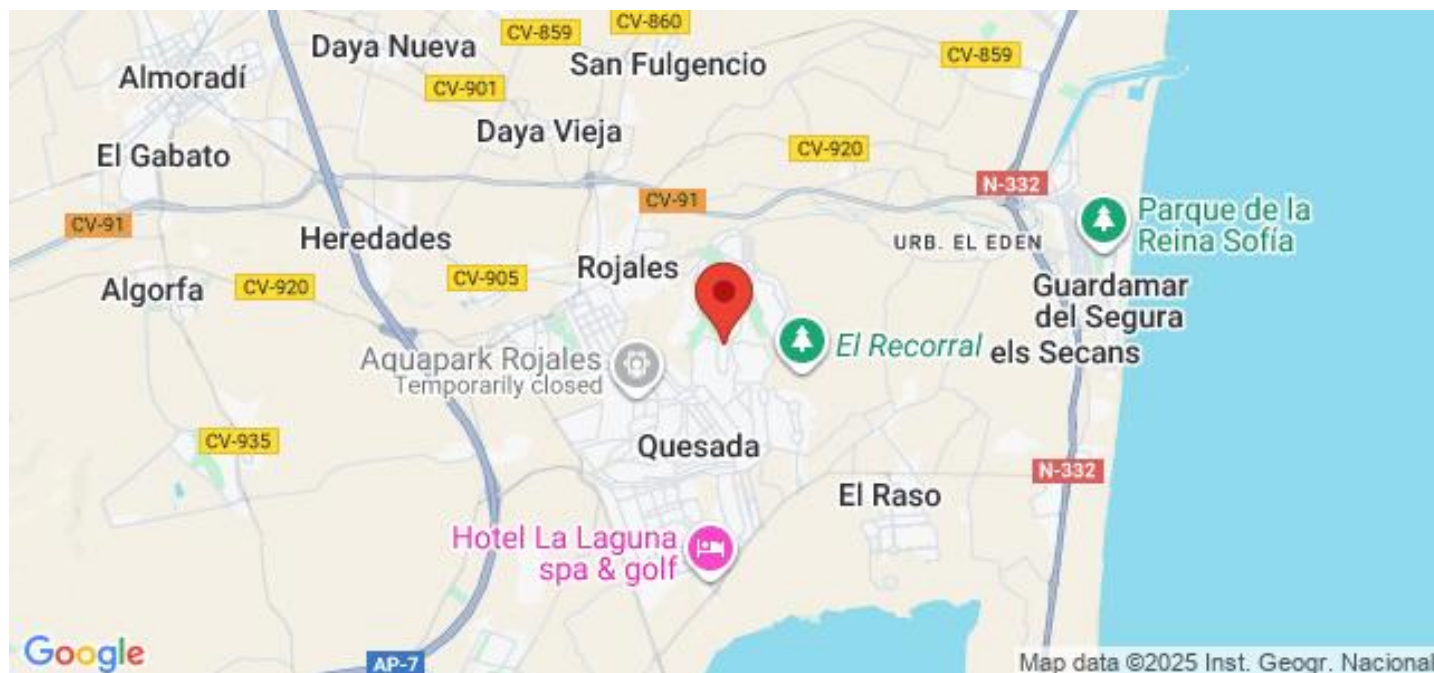 CV-860
CV-859
Daya Nueva
CV-859
San Fulgencio
Almoradí
CV-901
Daya Vieja
CV-920
El Gabato
N-332
CV-91
Parque de la
Reina Sofía
CV-91
Heredades
URB. EL EDEN
Rojales
CV-905
Algorfa
CV-920
Guardamar
del Segura
El Recorral
els Secans
Aquapark Rojales
Temporarily closed
CV-935
Quesada
N-332
El Raso
Hotel La Laguna
spa & golf
Google
AP-7
Map data ©2025 Inst. Geogr. Nacional